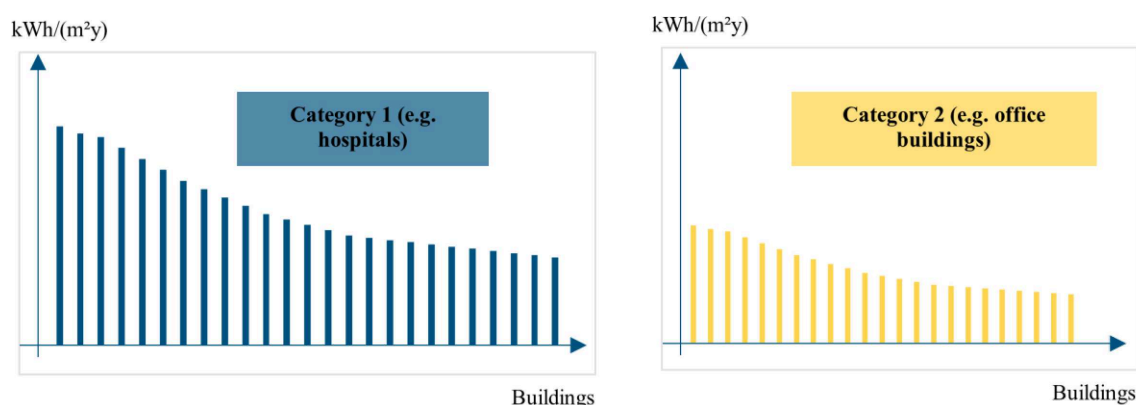 kWh/(m²y)
Category 1 (e.g.
hospitals)
Buildings
kWh/(m²y)
Category 2 (e.g. office
buildings)
Buildings